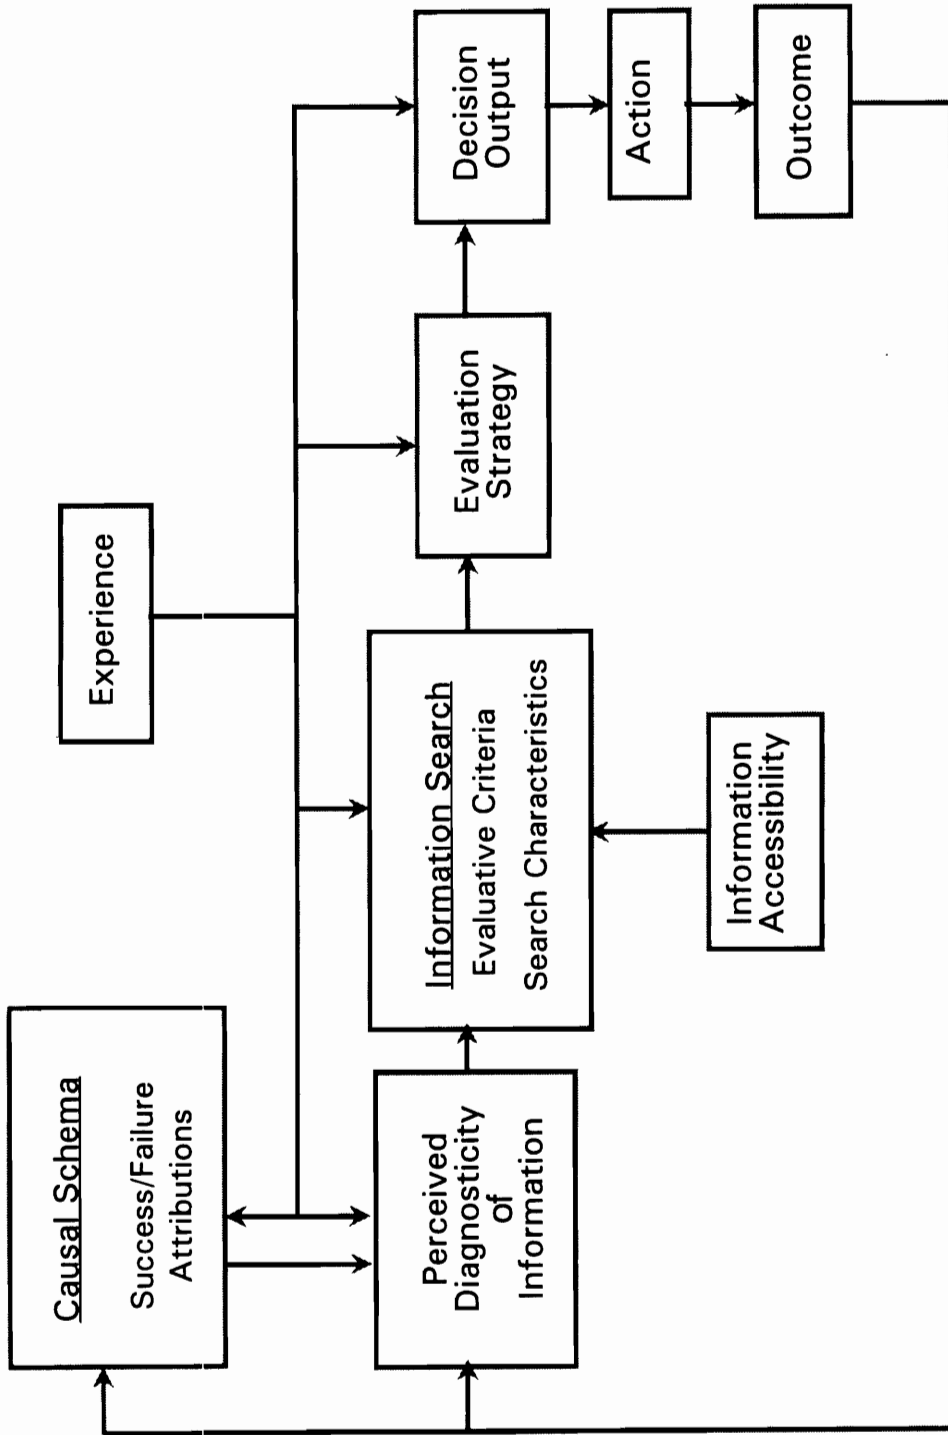 Causal Schema
Success/Failure
Attributions
Experience
Perceived
Diagnosticity
of
Information
Information Search
Evaluative Criteria
Search Characteristics
Evaluation
Strategy
Decision
Output
Action
Outcome
Information
Accessibility